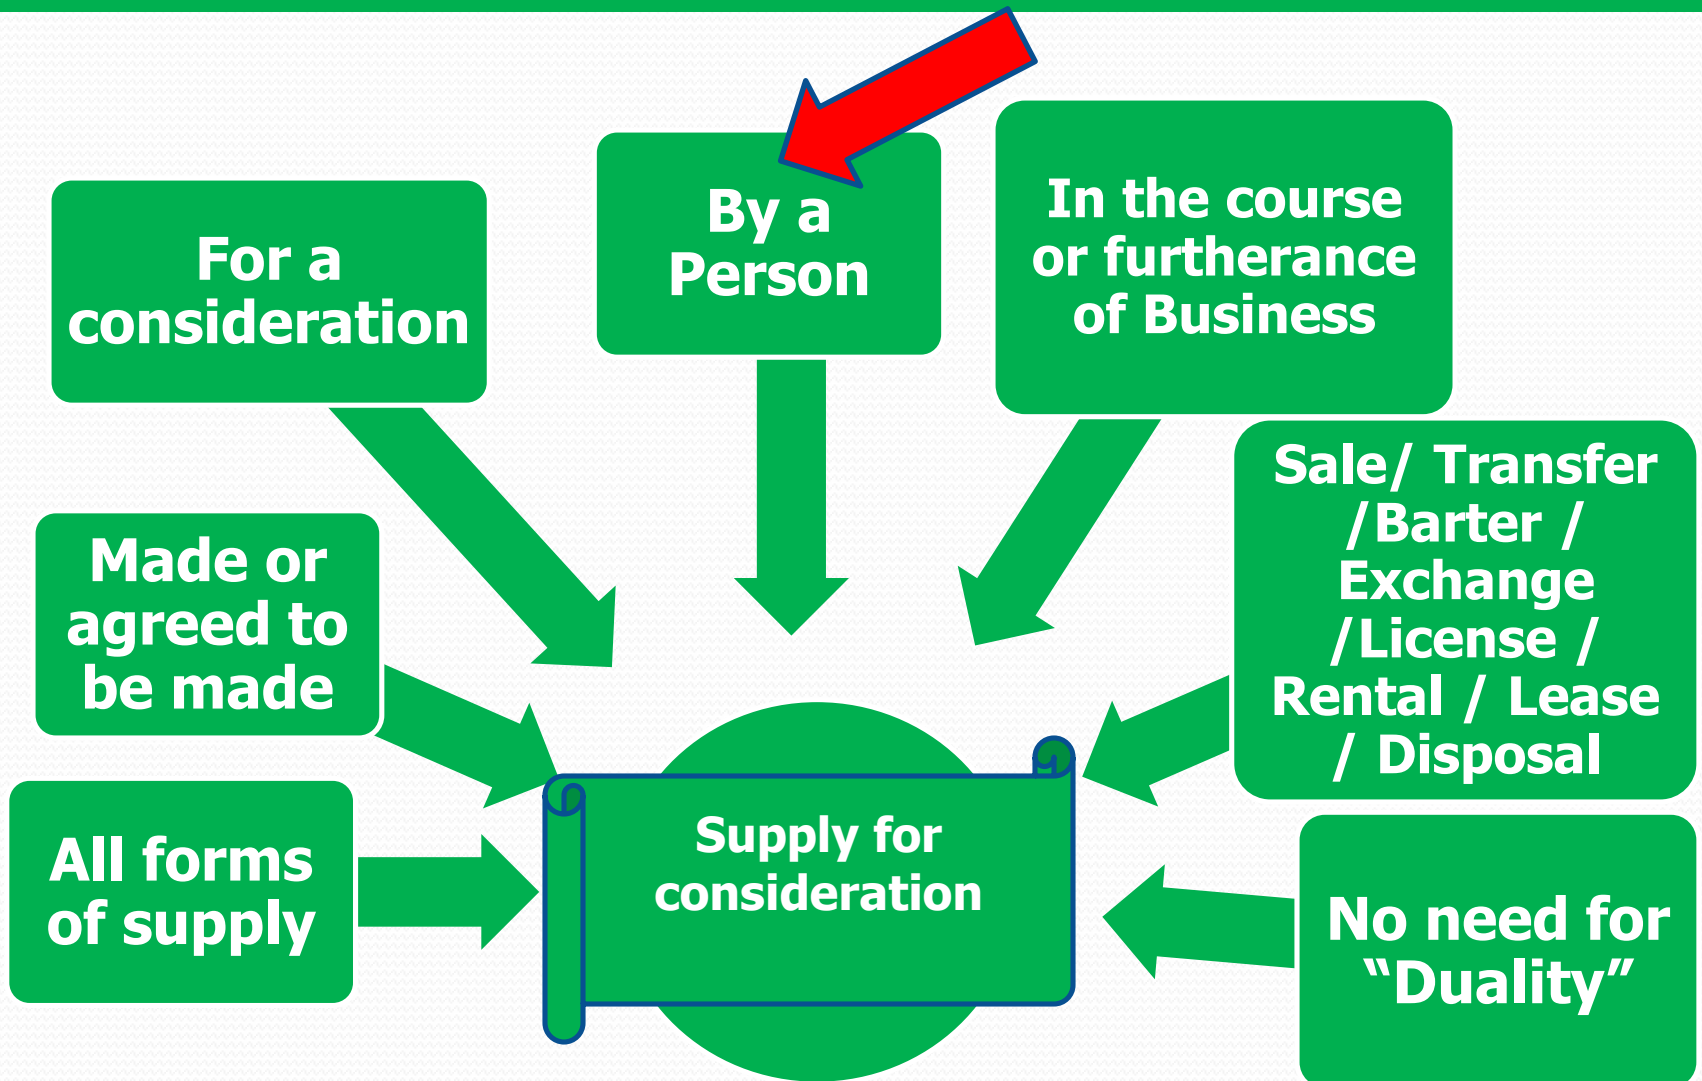 For a
consideration
By a
Person
In the course
or furtherance
of Business
Made or
agreed to
be made
Sale/ Transfer
/Barter /
Exchange
/License /
Rental / Lease
/ Disposal
All forms
of supply
Supply for
consideration
No need for
“Duality”